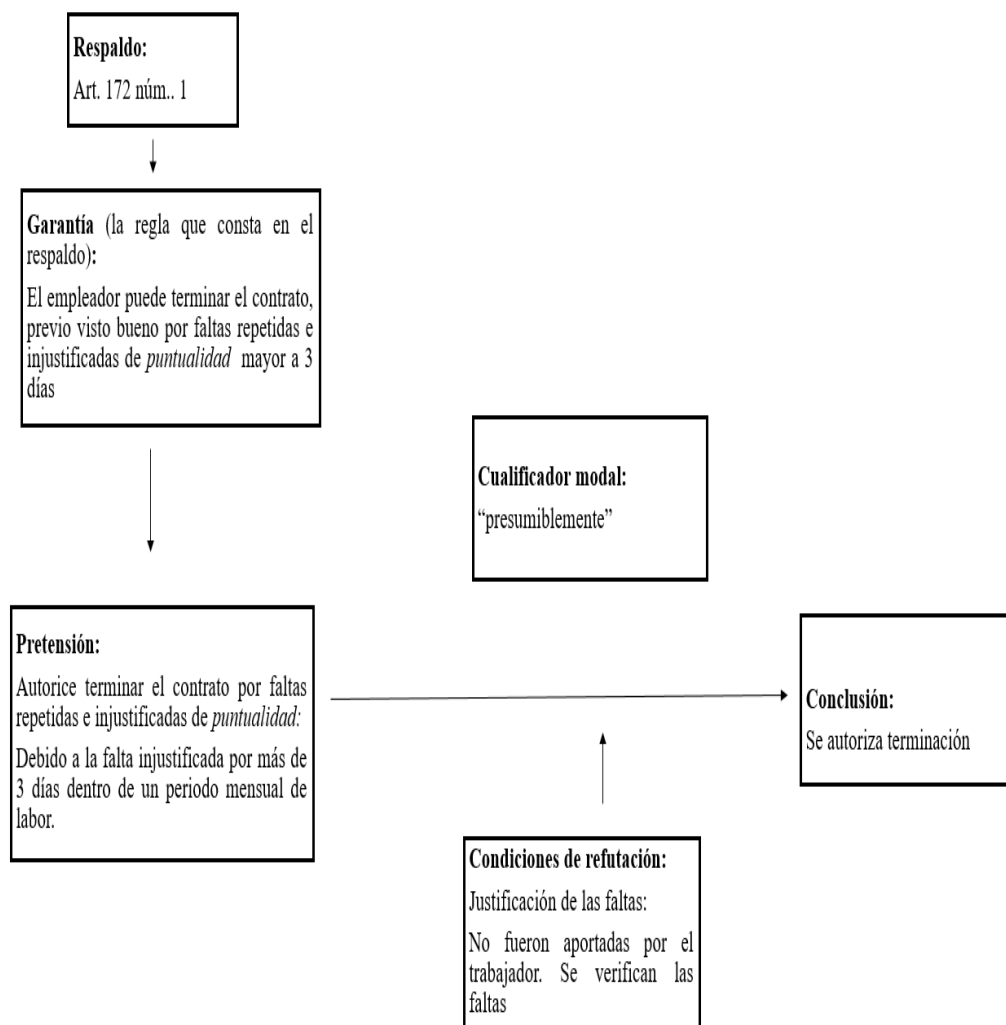 Respaldo:
Art. 172 núm.. 1
Garantía (la regla que consta en el
respaldo):
El empleador puede terminar el contrato,
previo visto bueno por faltas repetidas e
injustificadas de puntualidad mayor a 3
días
Cualificador modal:
“presumiblemente”
Pretensión:
Autorice terminar el contrato por faltas
repetidas e injustificadas de puntualidad:
Debido a la falta injustificada por más de
3 días dentro de un periodo mensual de
labor.
Conclusión:
Se autoriza terminación
Condiciones de refutación:
Justificación de las faltas:
No fueron aportadas por el
trabajador. Se verifican las
faltas